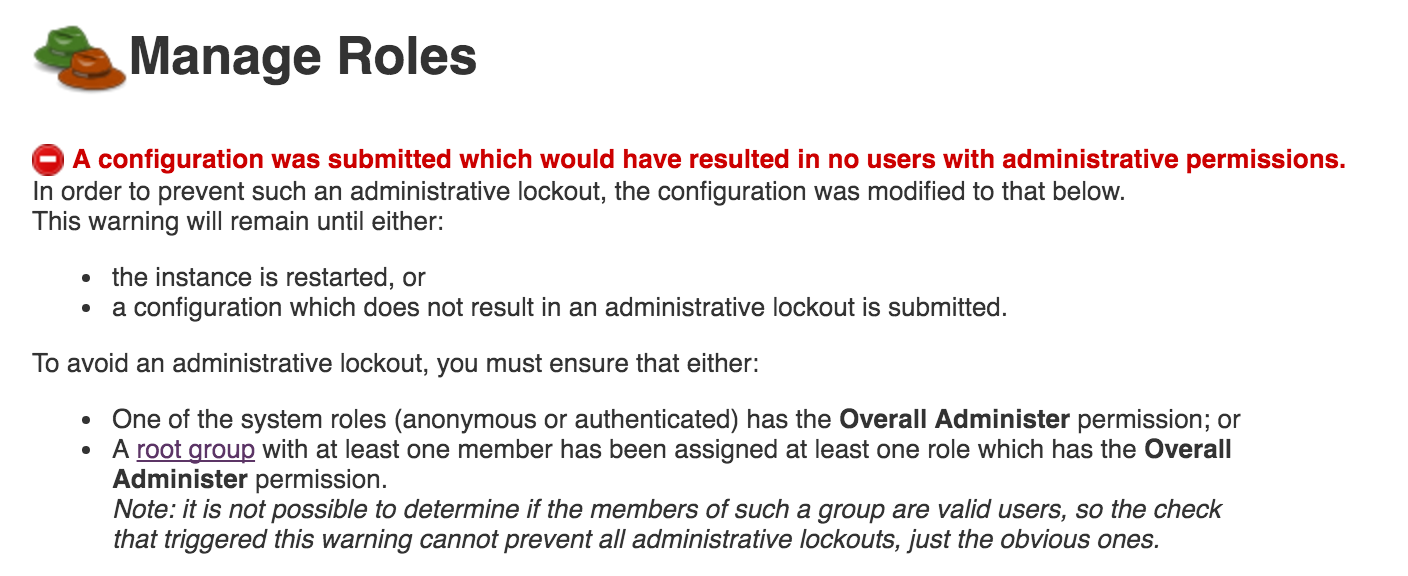 Manage Roles
A configuration was submitted which would have resulted in no users with administrative permissions.
In order to prevent such an administrative lockout, the configuration was modified to that below.
This warning will remain until either:
• the instance is restarted, or
• a configuration which does not result in an administrative lockout is submitted.
To avoid an administrative lockout, you must ensure that either:
• One of the system roles (anonymous or authenticated) has the Overall Administer permission; or
• A root group with at least one member has been assigned at least one role which has the Overall
Administer permission.
Note: it is not possible to determine if the members of such a group are valid users, so the check
that triggered this warning cannot prevent all administrative lockouts, just the obvious ones.